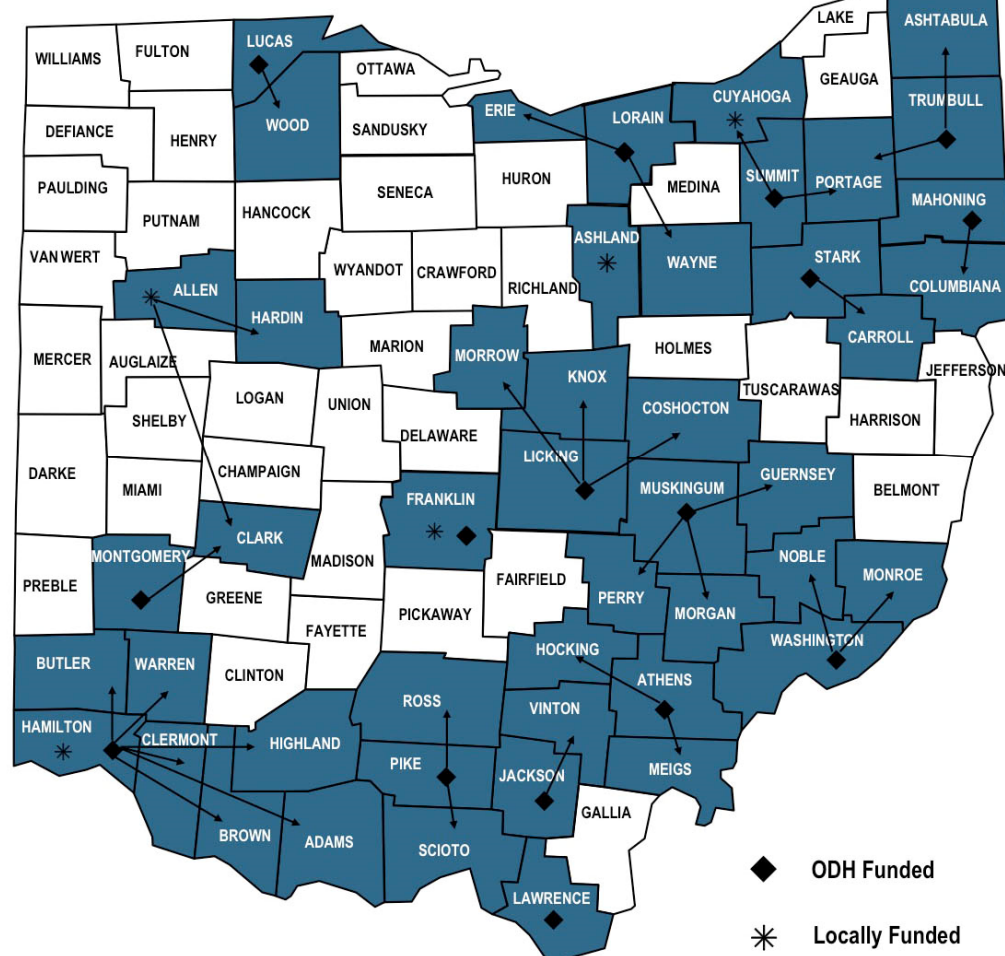 LAKE
ASHTABULA
LUCAS
FULTON
WILLIAMS
OTTAWA
GEAUGA
CUYAHOGA
TRUMBULL
ERIE
LORAIN
WOOD
SANDUSKY
DEFIANCE
HENRY
HURON
MEDINA
SUMMIT
PORTAGE
PAULDING
SENECA
MAHONING
PUTNAM
HANCOCK
ASHLAND
VAN WERT
WYANDOT
CRAWFORD
WAYNE
STARK
RICHLAND
COLUMBIANA
ALLEN
HARDIN
MARION
MORROW
HOLMES
CARROLL
MERCER
AUGLAIZE
JEFFERSON
KNOX
TUSCARAWAS
LOGAN
UNION
COSHOCTON
SHELBY
DELAWARE
HARRISON
LICKING
DARKE
CHAMPAIGN
GUERNSEY
MIAMI
FRANKLIN
MUSKINGUM
BELMONT
CLARK
MONTGOMERY
MADISON
NOBLE
PREBLE
FAIRFIELD
MONROE
GREENE
PERRY
PICKAWAY
MORGAN
FAYETTE
WASHINGTON
HOCKING
BUTLER
WARREN
CLINTON
ATHENS
ROSS
VINTON
HAMILTON
CLERMONT
HIGHLAND
PIKE
MEIGS
JACKSON
GALLIA
BROWN
ADAMS
SCIOTO
ODH Funded
LAWRENCE
Locally Funded